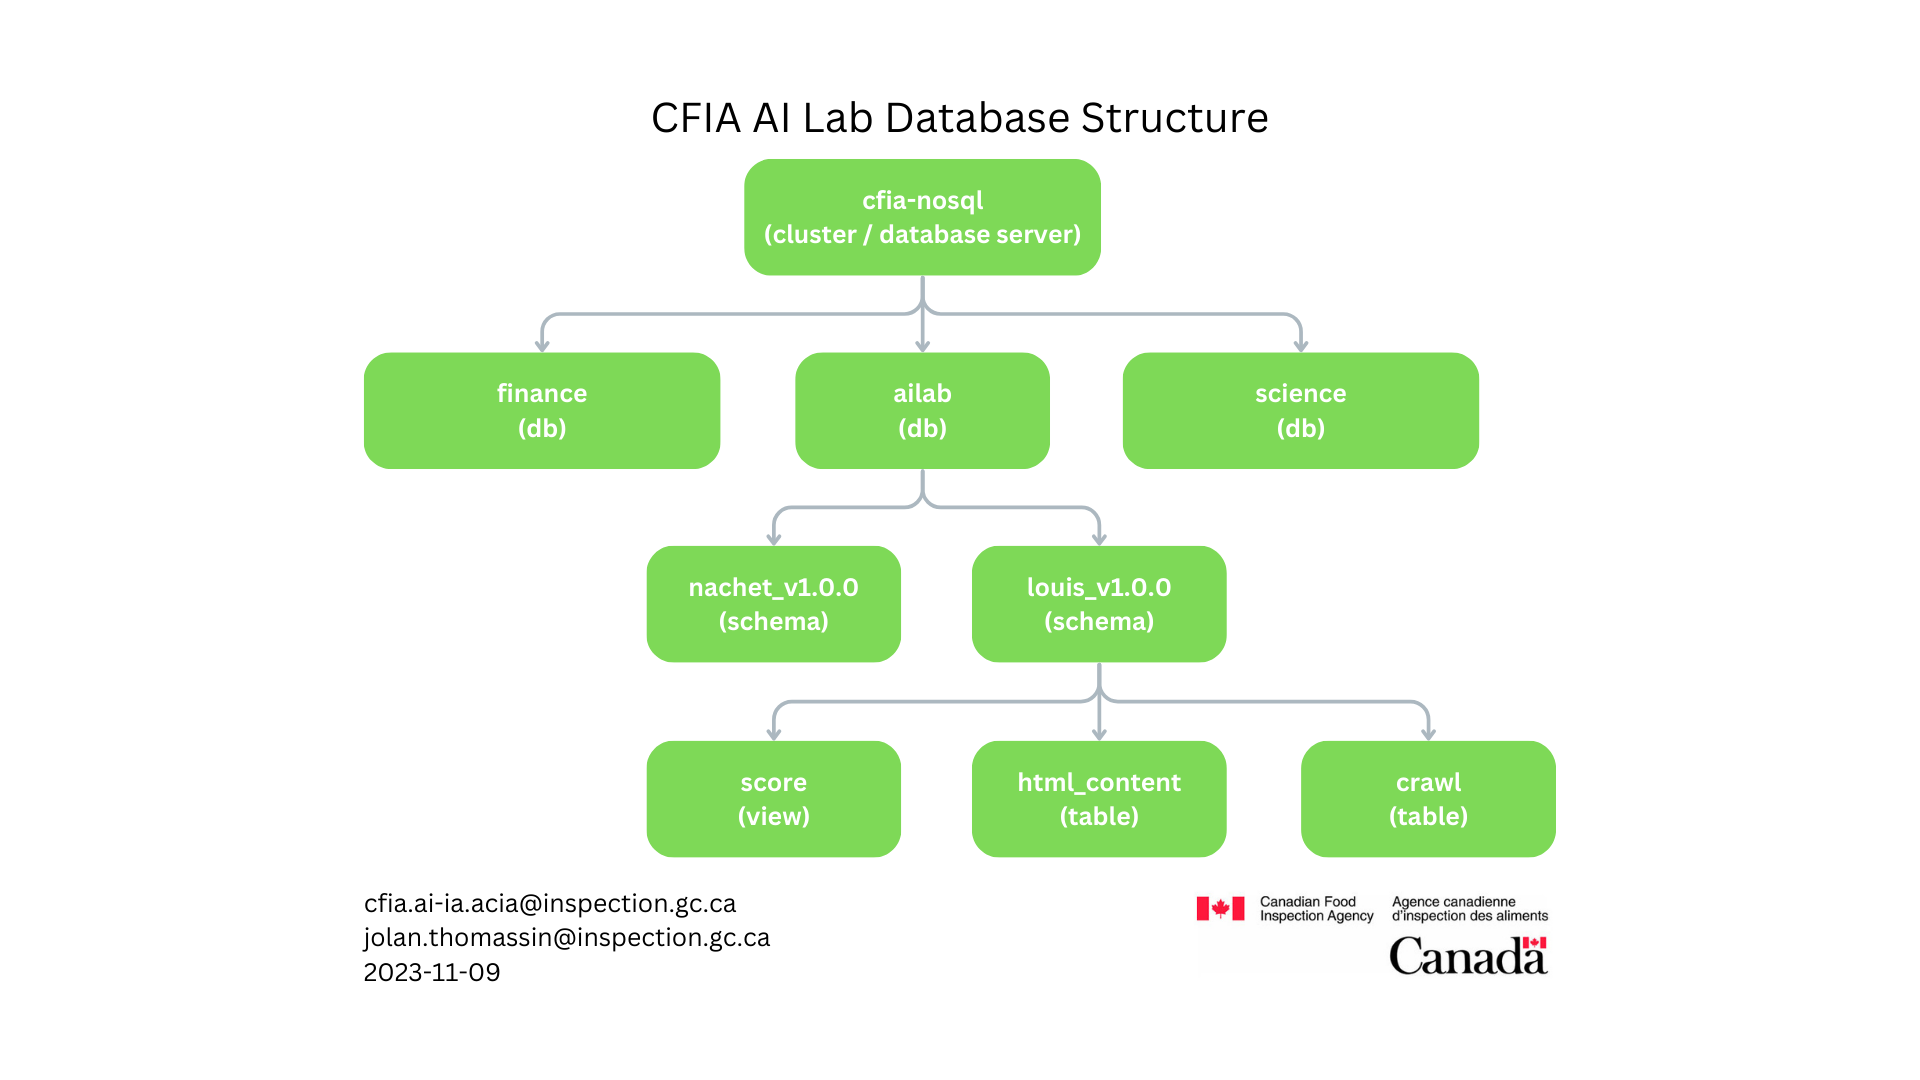 CFIA AI Lab Database Structure
cfia-nosql
(cluster / database server)
finance
(db)
ailab
(db)
science
(db)
nachet_v1.0.0
(schema)
louis_v1.0.0
(schema)
score
(view)
html_content
(table)
crawl
(table)
cfia.ai-ia.acia@inspection.gc.ca
jolan.thomassin@inspection.gc.ca
2023-11-09
Canadian Food
Inspection Agency
Agence canadienne
d'inspection des aliments
Canada